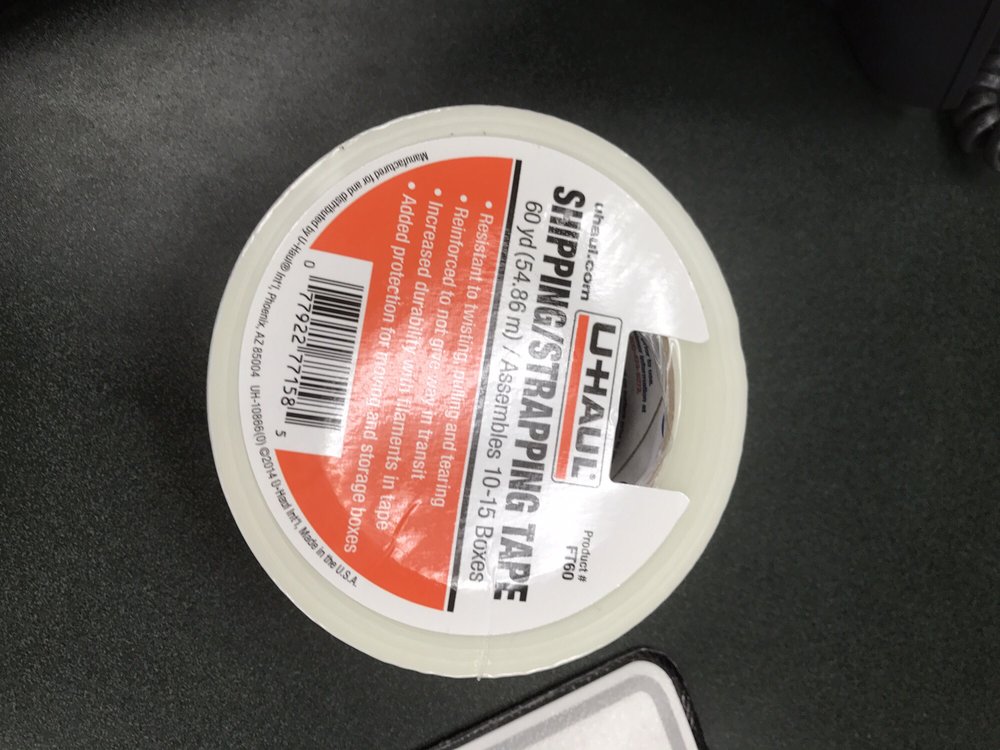 uhaul.com
U-HAUL®
Product #
FT60
SHIPPING/STRAPPING TAPE
60 yd (54.86 m) / Assembles 10-15 Boxes
• Resistant to twisting, pulling and tearing
• Reinforced to not give way in transit
• Increased durability with filaments in tape
• Added protection for moving and storage boxes
0 77922 77158 5
Manufactured for and distributed by U-Haul® Int'l, Phoenix, AZ 85004 UH-10866(0) ©2014 U-Haul Int'l, Made in the U.S.A.